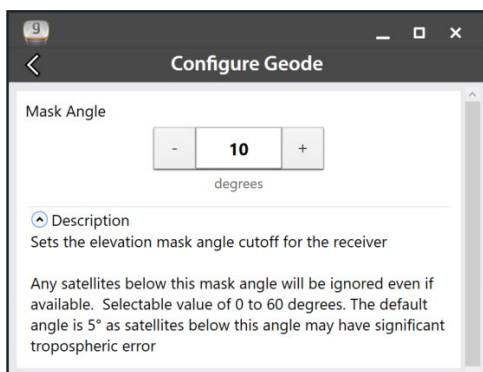 9
Configure Geode
Mask Angle
- 10 +
degrees
Description
Sets the elevation mask angle cutoff for the receiver
Any satellites below this mask angle will be ignored even if
available. Selectable value of 0 to 60 degrees. The default
angle is 5° as satellites below this angle may have significant
tropospheric error